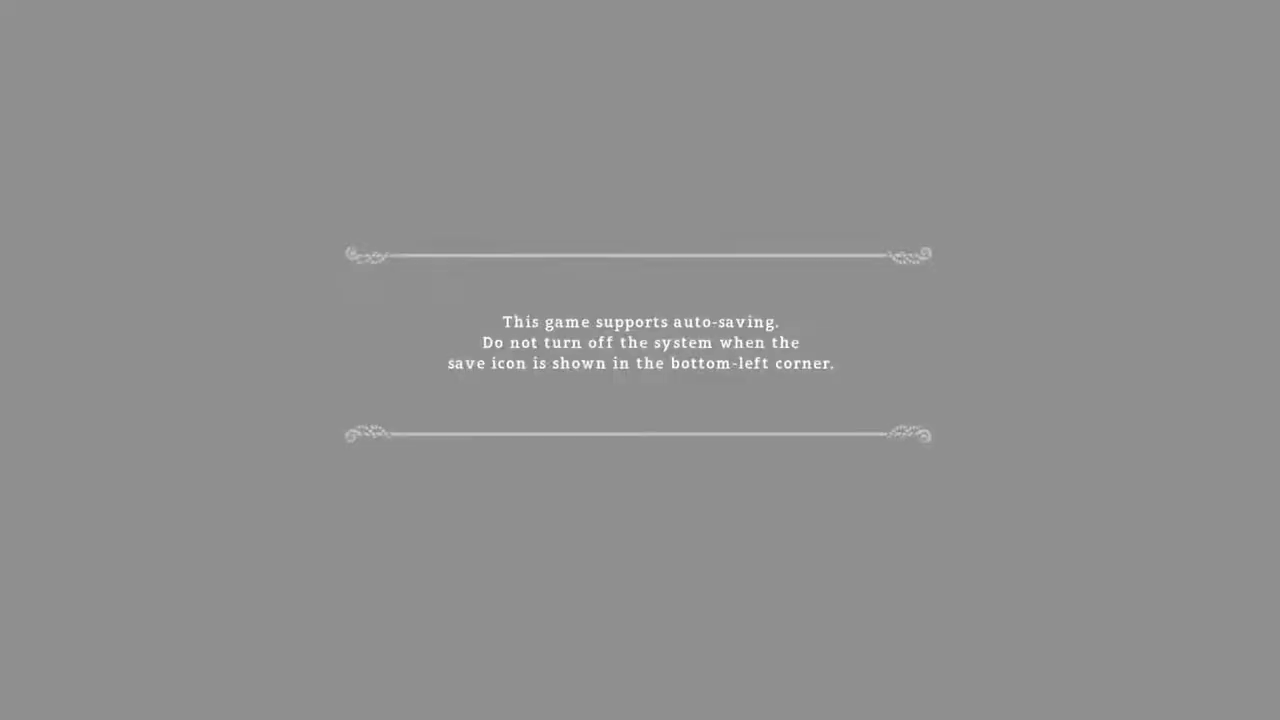 This game supports auto-saving.
Do not turn off the system when the
save icon is shown in the bottom-left corner.